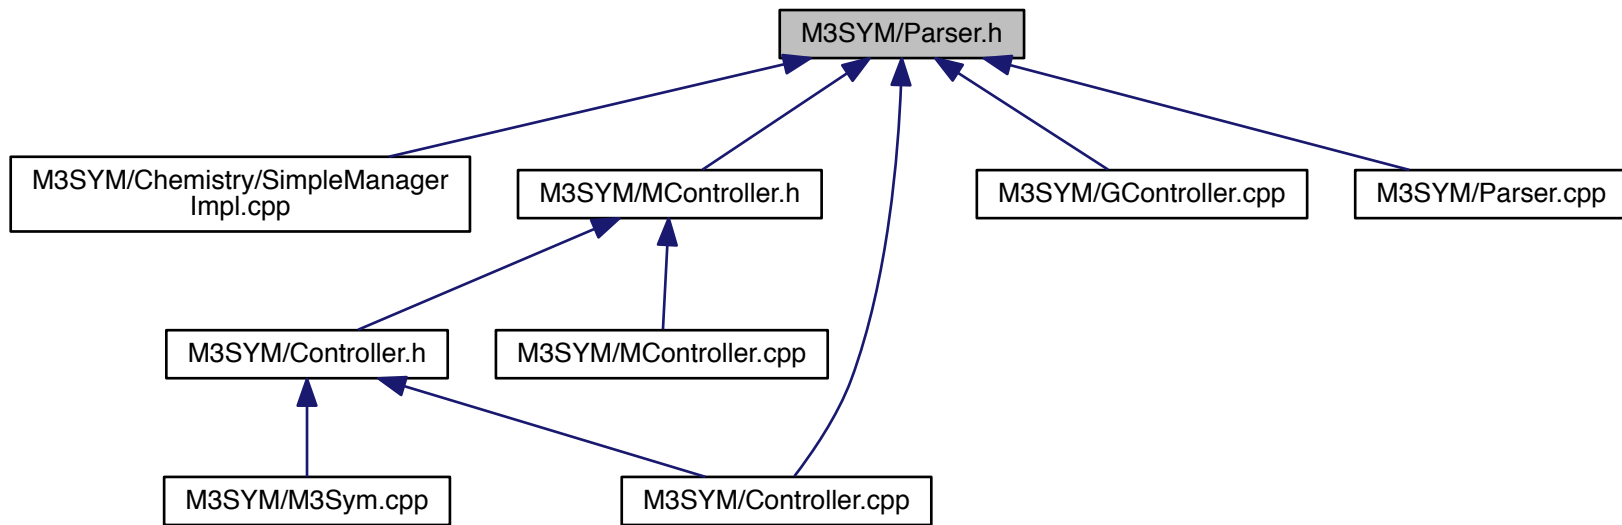 M3SYM/Parser.h
M3SYM/Chemistry/SimpleManager
Impl.cpp
M3SYM/MController.h
M3SYM/GController.cpp
M3SYM/Parser.cpp
M3SYM/Controller.h
M3SYM/MController.cpp
M3SYM/M3Sym.cpp
M3SYM/Controller.cpp